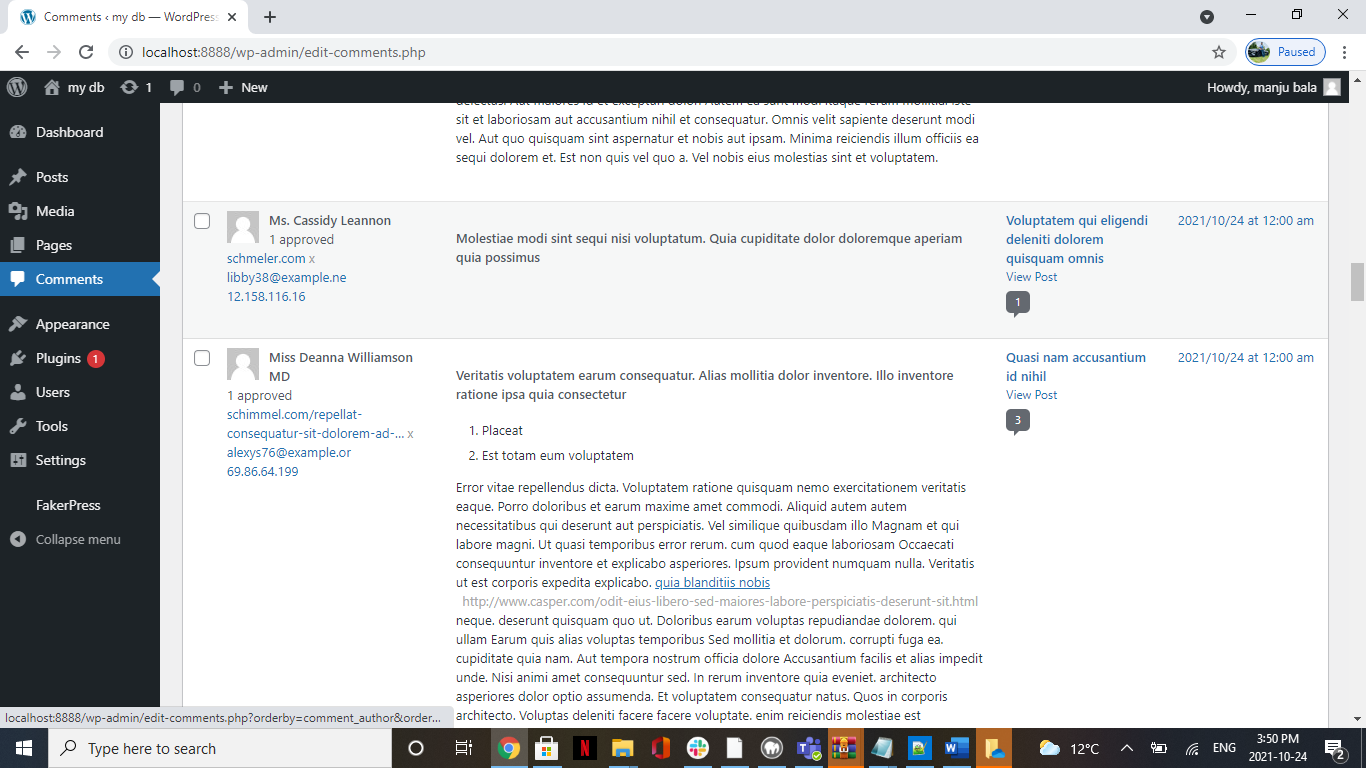 Comments ‹ my db — WordPress
localhost:8888/wp-admin/edit-comments.php
Paused
my db
1
0
New
Howdy, manju bala
Dashboard
Posts
Media
Pages
Comments
Appearance
Plugins 1
Users
Tools
Settings
FakerPress
Collapse menu
sit et laboriosam aut accusantium nihil et consequatur. Omnis velit sapiente deserunt modi
vel. Aut quo quisquam sint aspernatur et nobis aut ipsam. Minima reiciendis illum officiis ea
sequi dolorem et. Est non quis vel quo a. Vel nobis eius molestias sint et voluptatem.
Ms. Cassidy Leannon
1 approved
schmeler.com x
libby38@example.ne
12.158.116.16
Molestiae modi sint sequi nisi voluptatum. Quia cupiditate dolor doloremque aperiam
quia possimus
Voluptatem qui eligendi
deleniti dolorem
quisquam omnis
View Post
1
2021/10/24 at 12:00 am
Miss Deanna Williamson
MD
1 approved
schimmel.com/repellat-
consequatur-sit-dolorem-ad-... x
alexys76@example.or
69.86.64.199
Veritatis voluptatem earum consequatur. Alias mollitia dolor inventore. Illo inventore
ratione ipsa quia consectetur
1. Placeat
2. Est totam eum voluptatem
Error vitae repellendus dicta. Voluptatem ratione quisquam nemo exercitationem veritatis
eaque. Porro doloribus et earum maxime amet commodi. Aliquid autem autem
necessitatibus qui deserunt aut perspiciatis. Vel similique quibusdam illo Magnam et qui
labore magni. Ut quasi temporibus error rerum. cum quod eaque laboriosam Occaecati
consequuntur inventore et explicabo asperiores. Ipsum provident numquam nulla. Veritatis
ut est corporis expedita explicabo. quia blanditiis nobis
http://www.casper.com/odit-eius-libero-sed-maiores-labore-perspiciatis-deserunt-sit.html
neque. deserunt quisquam quo ut. Doloribus earum voluptas repudiandae dolorem. qui
ullam Earum quis alias voluptas temporibus Sed mollitia et dolorum. corrupti fuga ea.
cupiditate quia nam. Aut tempora nostrum officia dolore Accusantium facilis et alias impedit
unde. Nisi animi amet consequuntur sed. In rerum inventore quia eveniet. architecto
asperiores dolor optio assumenda. Et voluptatem consequatur natus. Quos in corporis
architecto. Voluptas deleniti facere facere voluptate. enim reiciendis molestiae est
Quasi nam accusantium
id nihil
View Post
3
2021/10/24 at 12:00 am
localhost:8888/wp-admin/edit-comments.php?orderby=comment_author&order...
Type here to search
12°C
ENG
3:50 PM
2021-10-24
2